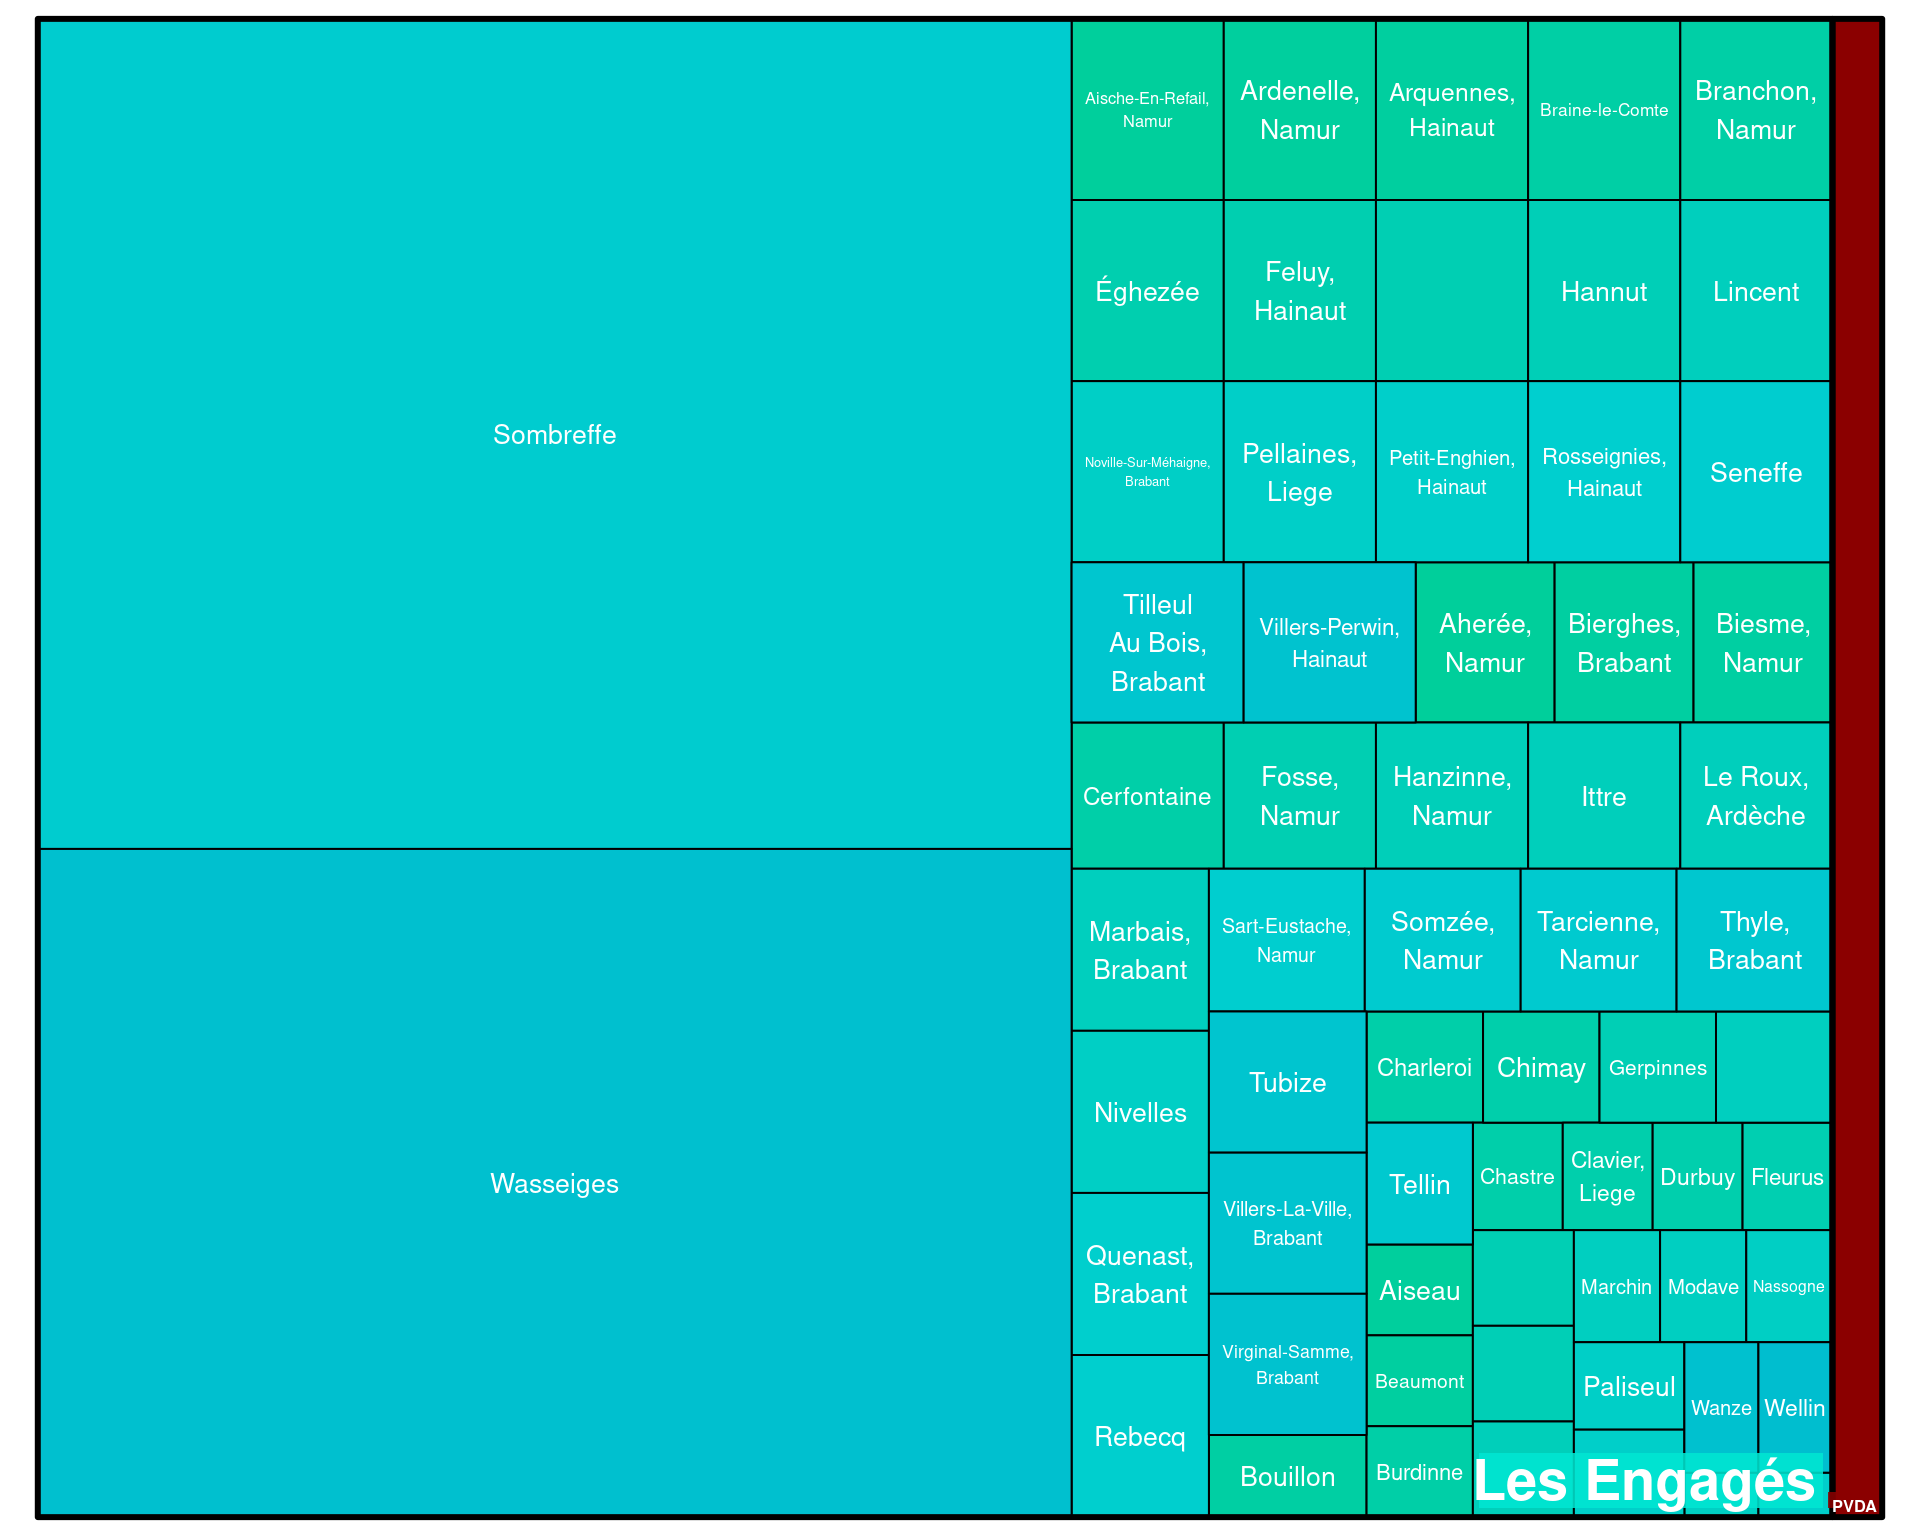 Sombreffe
Wasseiges
Aische-En-Refail,
Namur
Ardenelle,
Namur
Arquennes,
Hainaut
Braine-le-Comte
Branchon,
Namur
Éghezée
Feluy,
Hainaut
Hannut
Lincent
Noville-Sur-Méhaigne,
Brabant
Pellaines,
Liege
Petit-Enghien,
Hainaut
Rosseignies,
Hainaut
Seneffe
Tilleul
Au Bois,
Brabant
Villers-Perwin,
Hainaut
Aherée,
Namur
Bierghes,
Brabant
Biesme,
Namur
Cerfontaine
Fosse,
Namur
Hanzinne,
Namur
Ittre
Le Roux,
Ardèche
Marbais,
Brabant
Nivelles
Quenast,
Brabant
Rebecq
Sart-Eustache,
Namur
Somzée,
Namur
Tarcienne,
Namur
Thyle,
Brabant
Tubize
Villers-La-Ville,
Brabant
Virginal-Samme,
Brabant
Bouillon
Charleroi
Chimay
Gerpinnes
Tellin
Aiseau
Beaumont
Burdinne
Chastre
Clavier,
Liege
Durbuy
Fleurus
Marchin
Modave
Nassogne
Paliseul
Wanze
Wellin
Les Engagés
PVDA